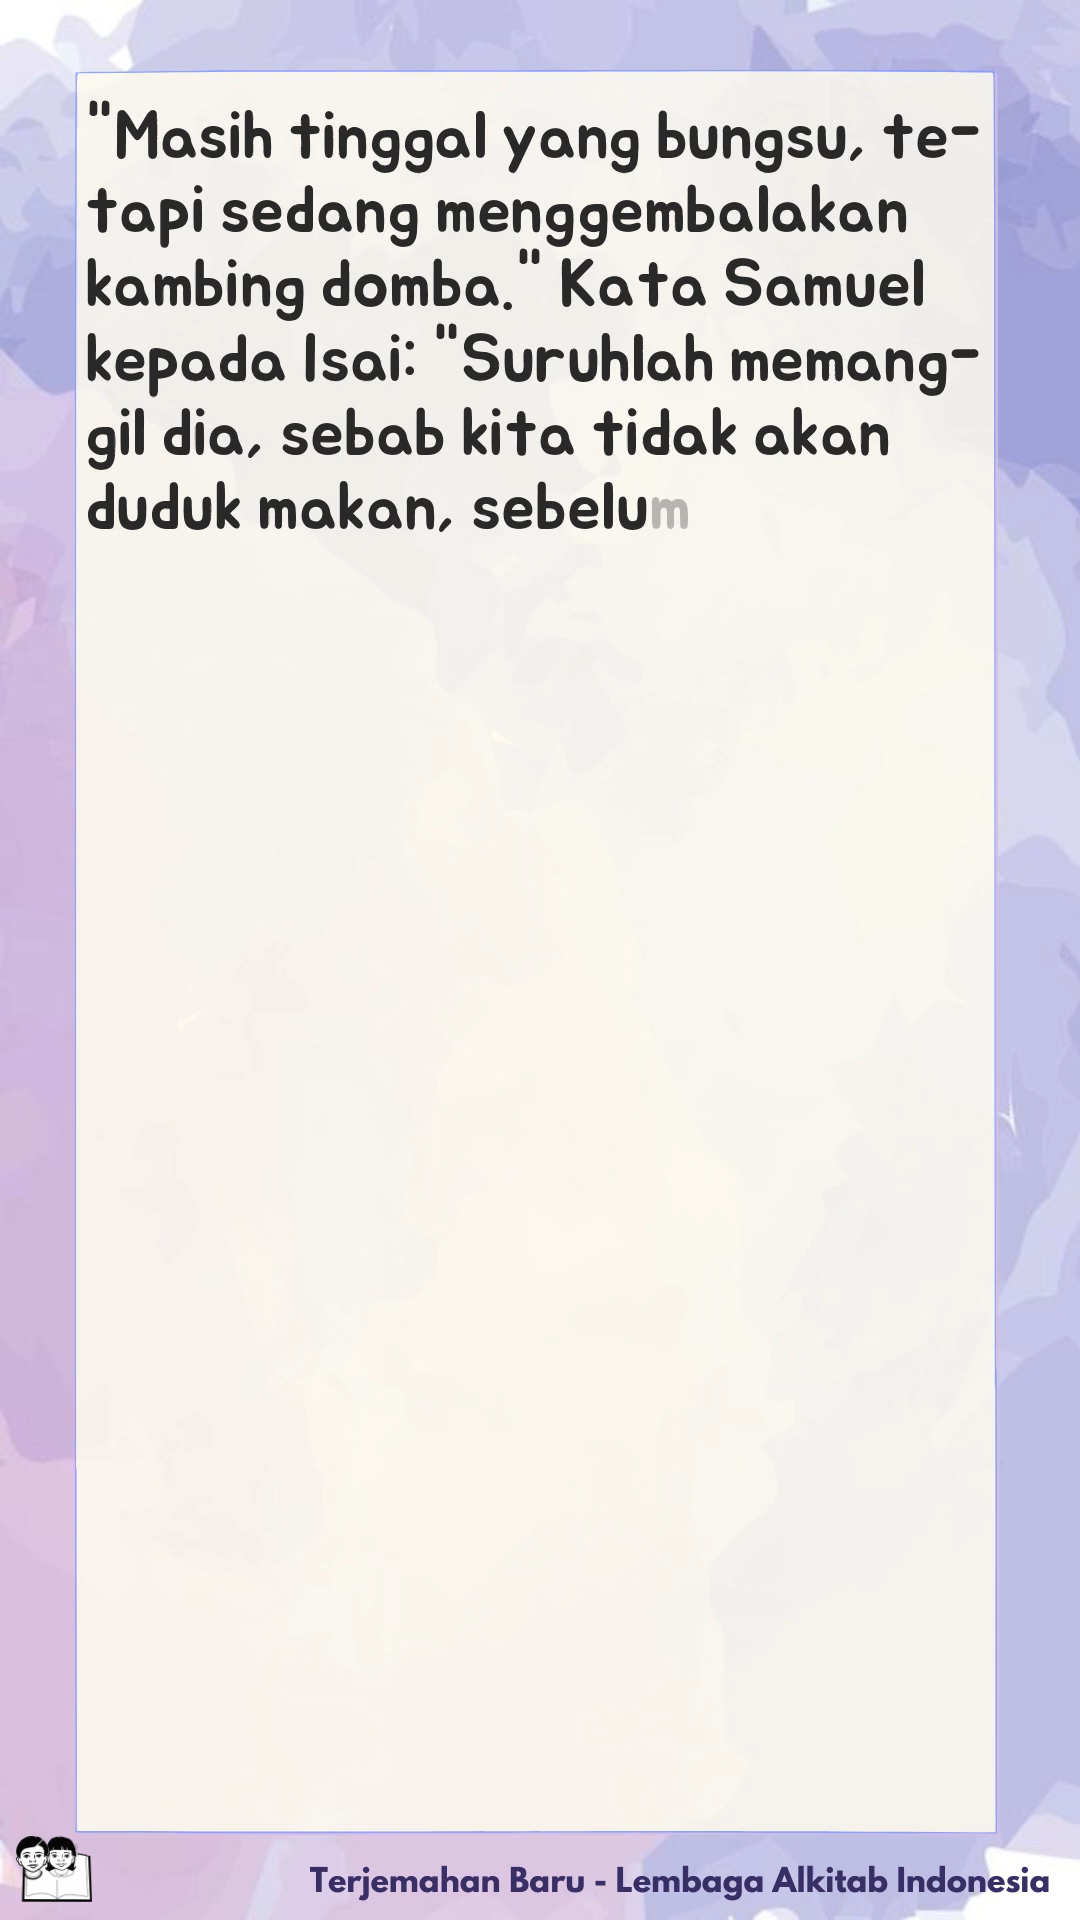 "Masih tinggal yang bungsu, te-
tapi sedang menggembalakan
kambing domba." Kata Samuel
kepada Isai: "Suruhlah memang-
gil dia, sebab kita tidak akan
duduk makan, sebelum
Terjemahan Baru - Lembaga Alkitab Indonesia